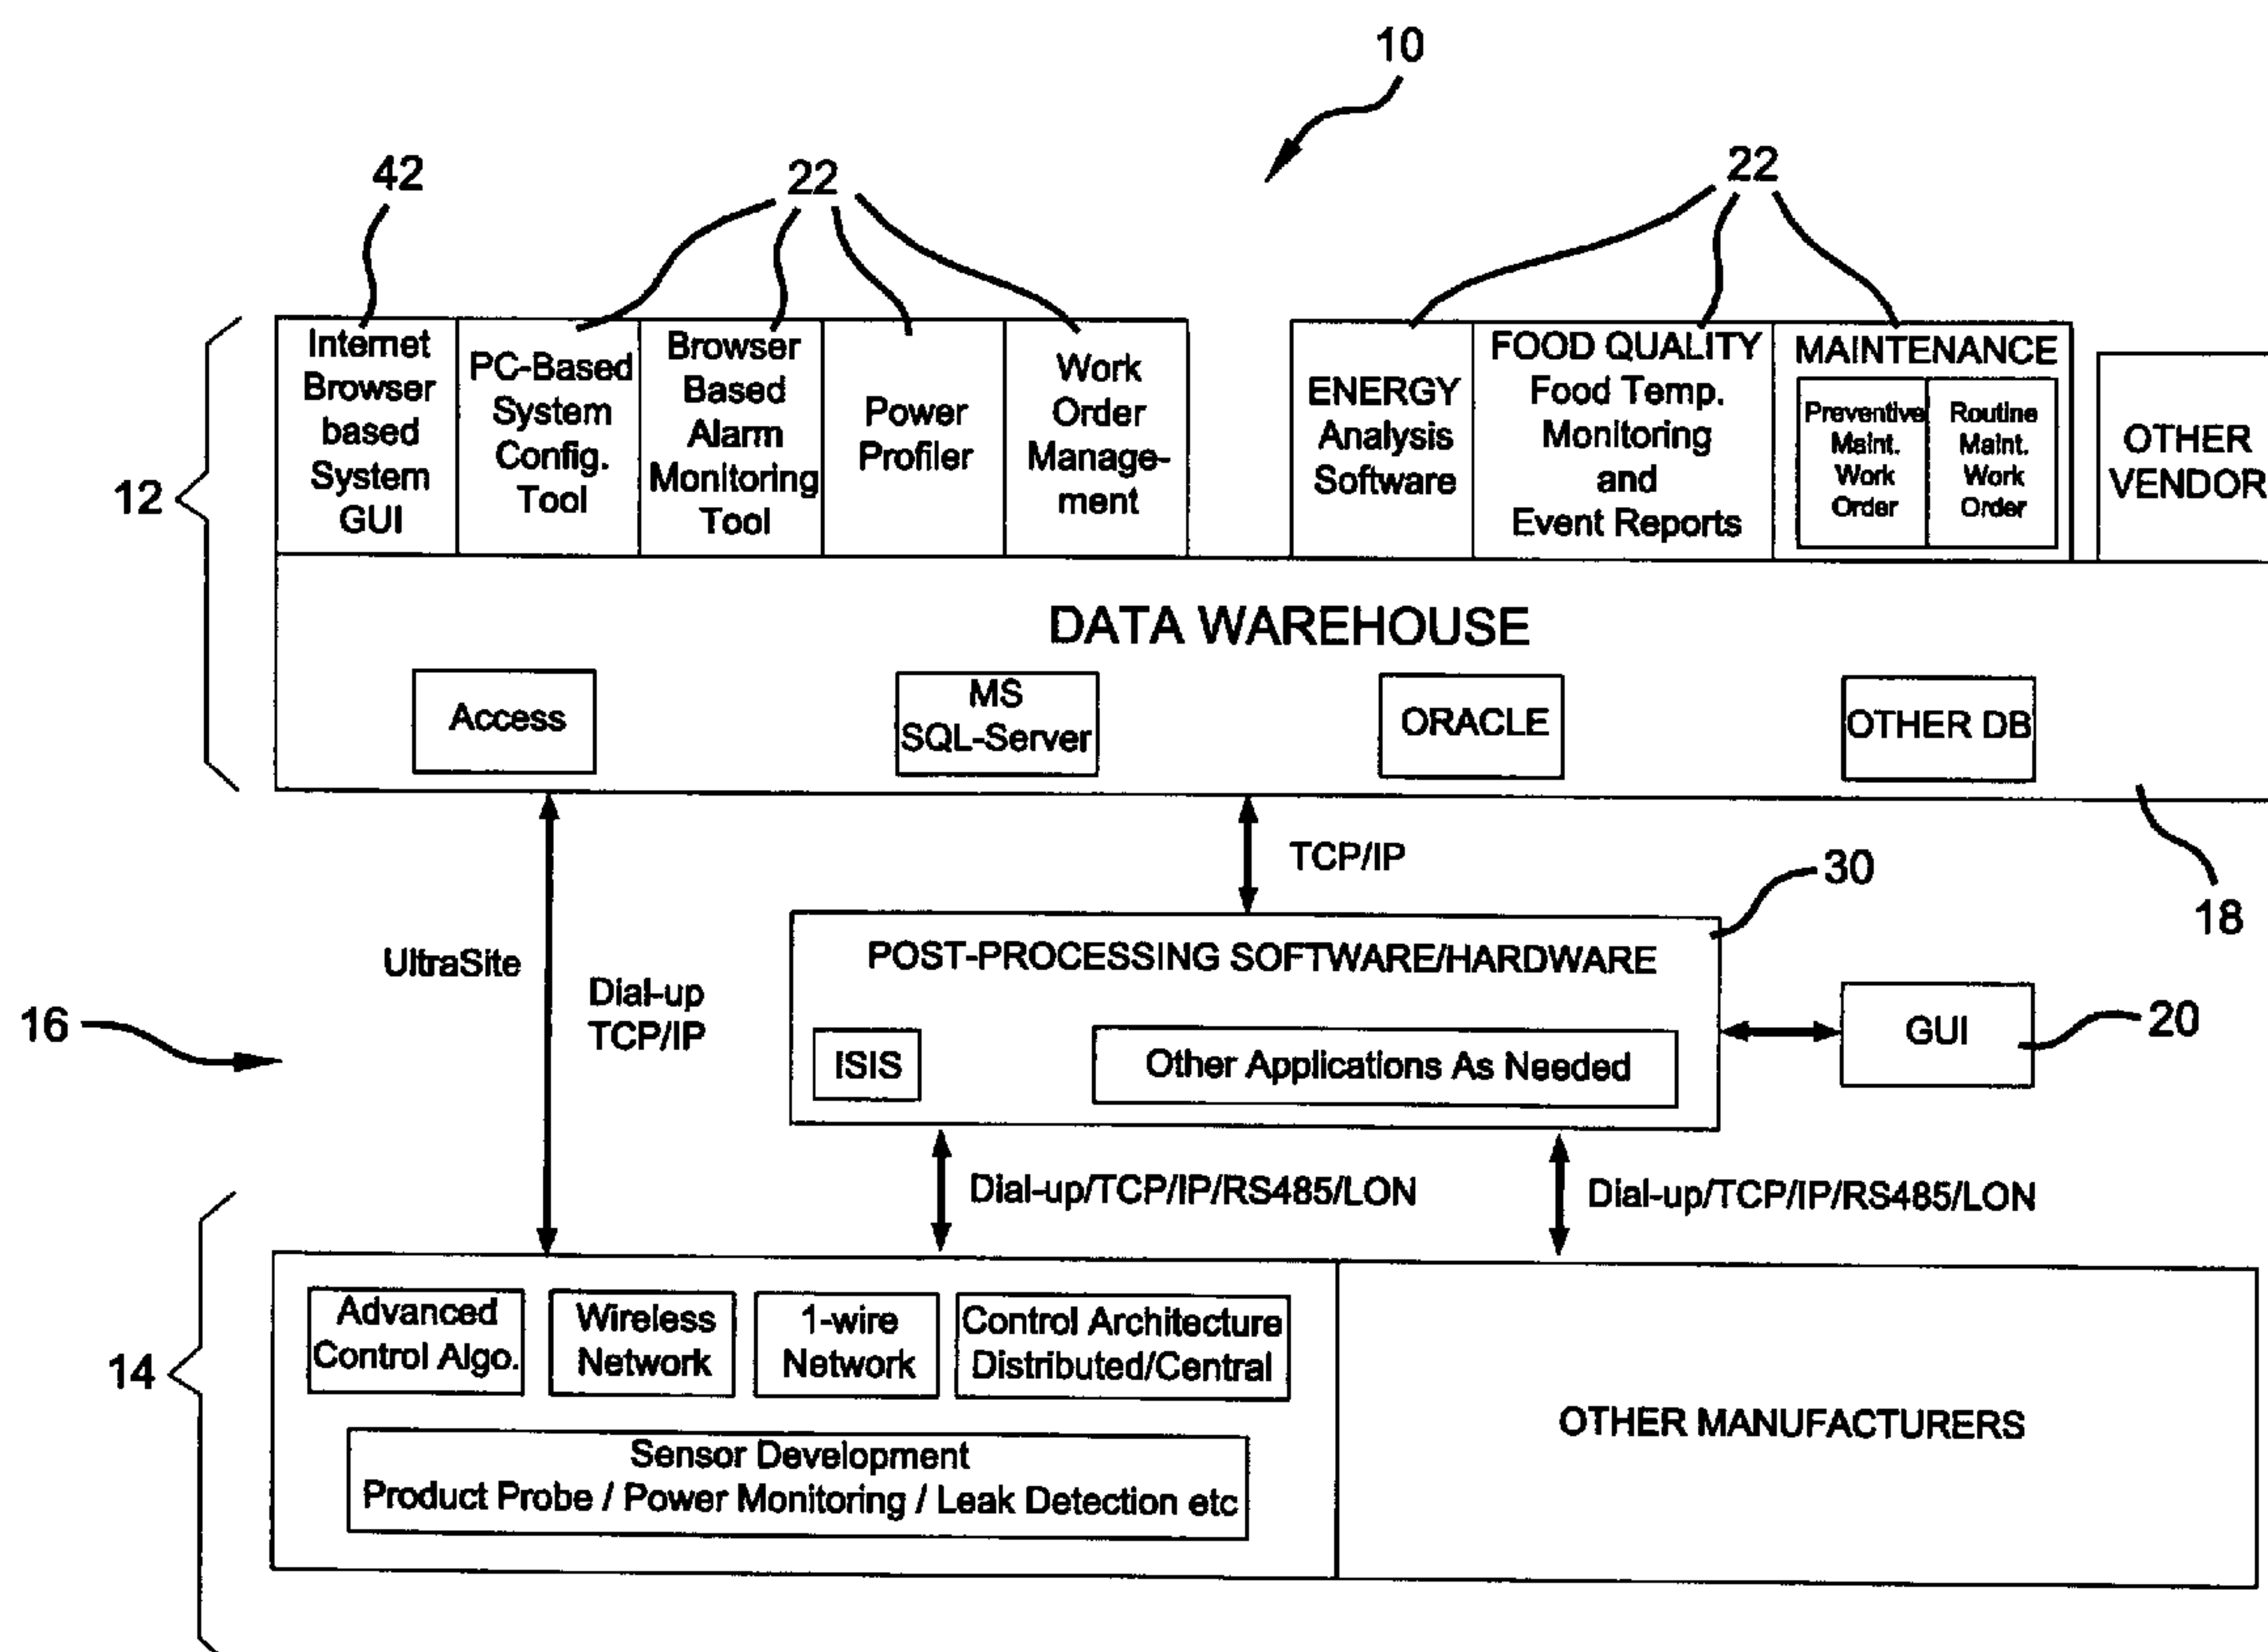 10
42
22
22
12
Internet
Browser
based
System
GUI
PC-Based
System
Config.
Tool
Browser
Based
Alarm
Monitoring
Tool
Power
Profiler
Work
Order
Manage-
ment
ENERGY
Analysis
Software
FOOD QUALITY
Food Temp.
Monitoring
and
Event Reports
MAINTENANCE
Preventive
Maint.
Work
Order
Routine
Maint.
Work
Order
OTHER
VENDOR
DATA WAREHOUSE
Access
MS
SQL-Server
ORACLE
OTHER DB
18
16
UltraSite
Dial-up
TCP/IP
TCP/IP
30
POST-PROCESSING SOFTWARE/HARDWARE
ISIS
Other Applications As Needed
GUI
20
Dial-up/TCP/IP/RS485/LON
Dial-up/TCP/IP/RS485/LON
14
Advanced
Control Algo.
Wireless
Network
1-wire
Network
Control Architecture
Distributed/Central
Sensor Development
Product Probe / Power Monitoring / Leak Detection etc
OTHER MANUFACTURERS